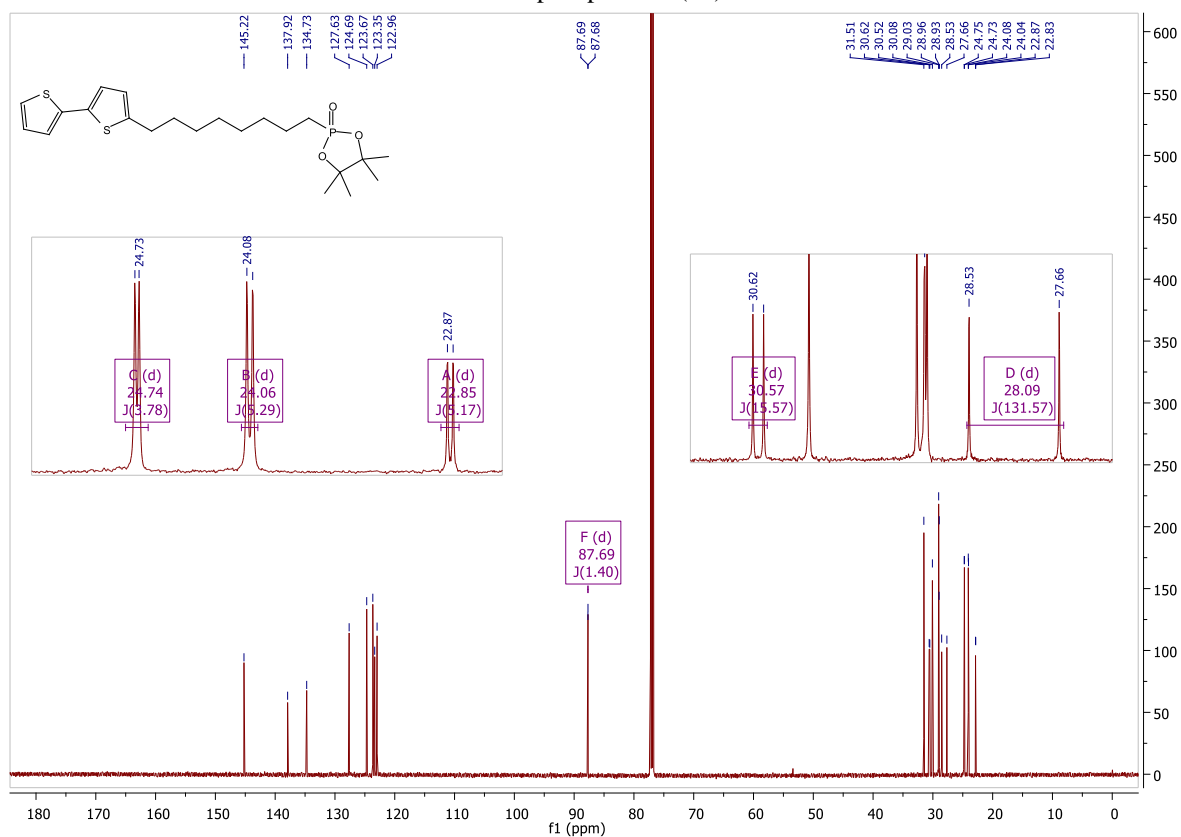 145.22
137.92
134.73
127.63
124.69
123.67
123.35
122.96
87.69
87.68
31.51
30.62
30.52
30.08
29.03
28.96
28.93
28.53
27.66
24.75
24.73
24.08
24.04
22.87
22.83
S
S
O
P
O
O
24.73
24.08
22.87
C (d)
24.74
J(3.78)
B (d)
24.06
J(5.29)
A (d)
22.85
J(5.17)
30.62
28.53
27.66
E (d)
30.57
J(15.57)
D (d)
28.09
J(131.57)
F (d)
87.69
J(1.40)
600
550
500
450
400
350
300
250
200
150
100
50
0
180 170 160 150 140 130 120 110 100 90 80 70 60 50 40 30 20 10 0
f1 (ppm)